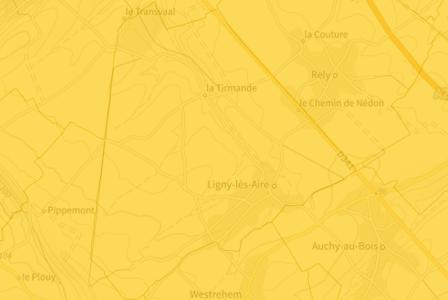 le Transvaal
la Couture
Rely
la Tirmande
le Chemin de Nédon
D341
Ligny-lès-Aire
Pippemont
Auchy-au-Bois
le Plouy
Westrehem